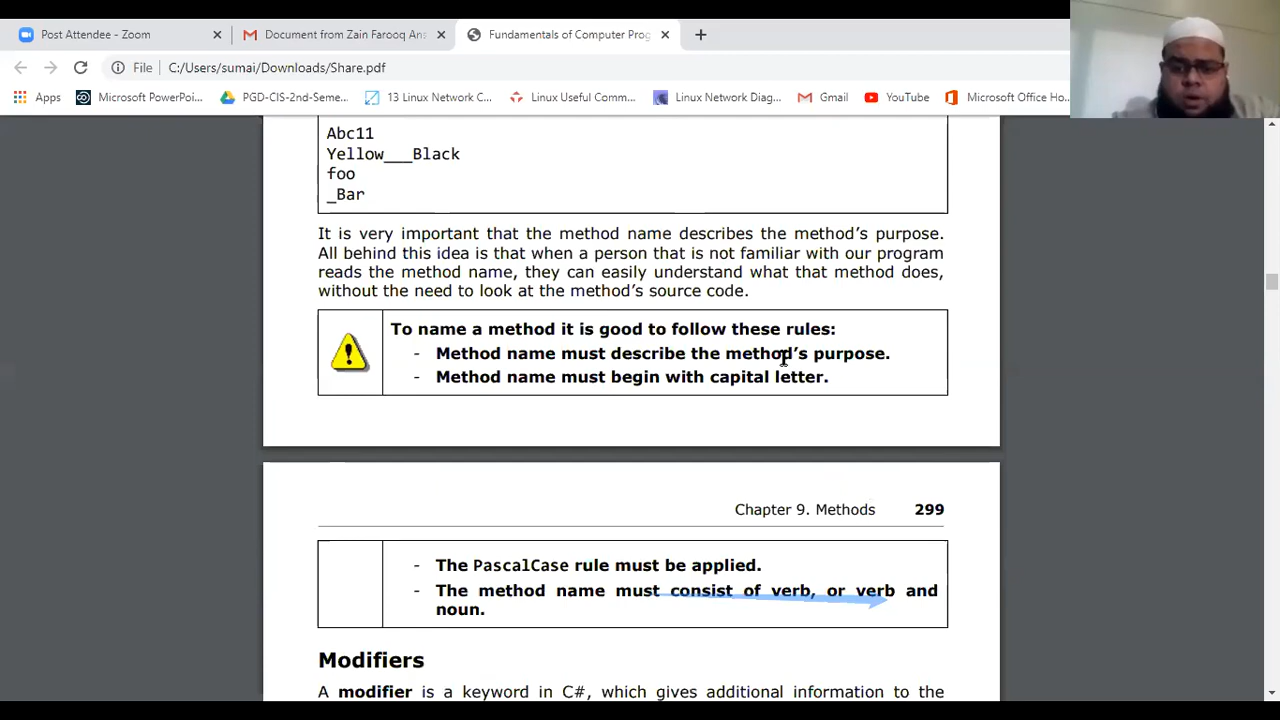 Post Attendee - Zoom
Document from Zain Farooq Ans
Fundamentals of Computer Prog
File
C:/Users/sumai/Downloads/Share.pdf
Apps
Microsoft PowerPoi...
PGD-CIS-2nd-Seme...
13 Linux Network C...
Linux Useful Comm...
Linux Network Diag...
Gmail
YouTube
Microsoft Office Ho
Abc11
Yellow___Black
foo
_Bar
It is very important that the method name describes the method's purpose.
All behind this idea is that when a person that is not familiar with our program
reads the method name, they can easily understand what that method does,
without the need to look at the method's source code.
To name a method it is good to follow these rules:
- Method name must describe the method's purpose.
- Method name must begin with capital letter.
Chapter 9. Methods 299
- The PascalCase rule must be applied.
- The method name must consist of verb, or verb and
noun.
Modifiers
A modifier is a keyword in C#, which gives additional information to the